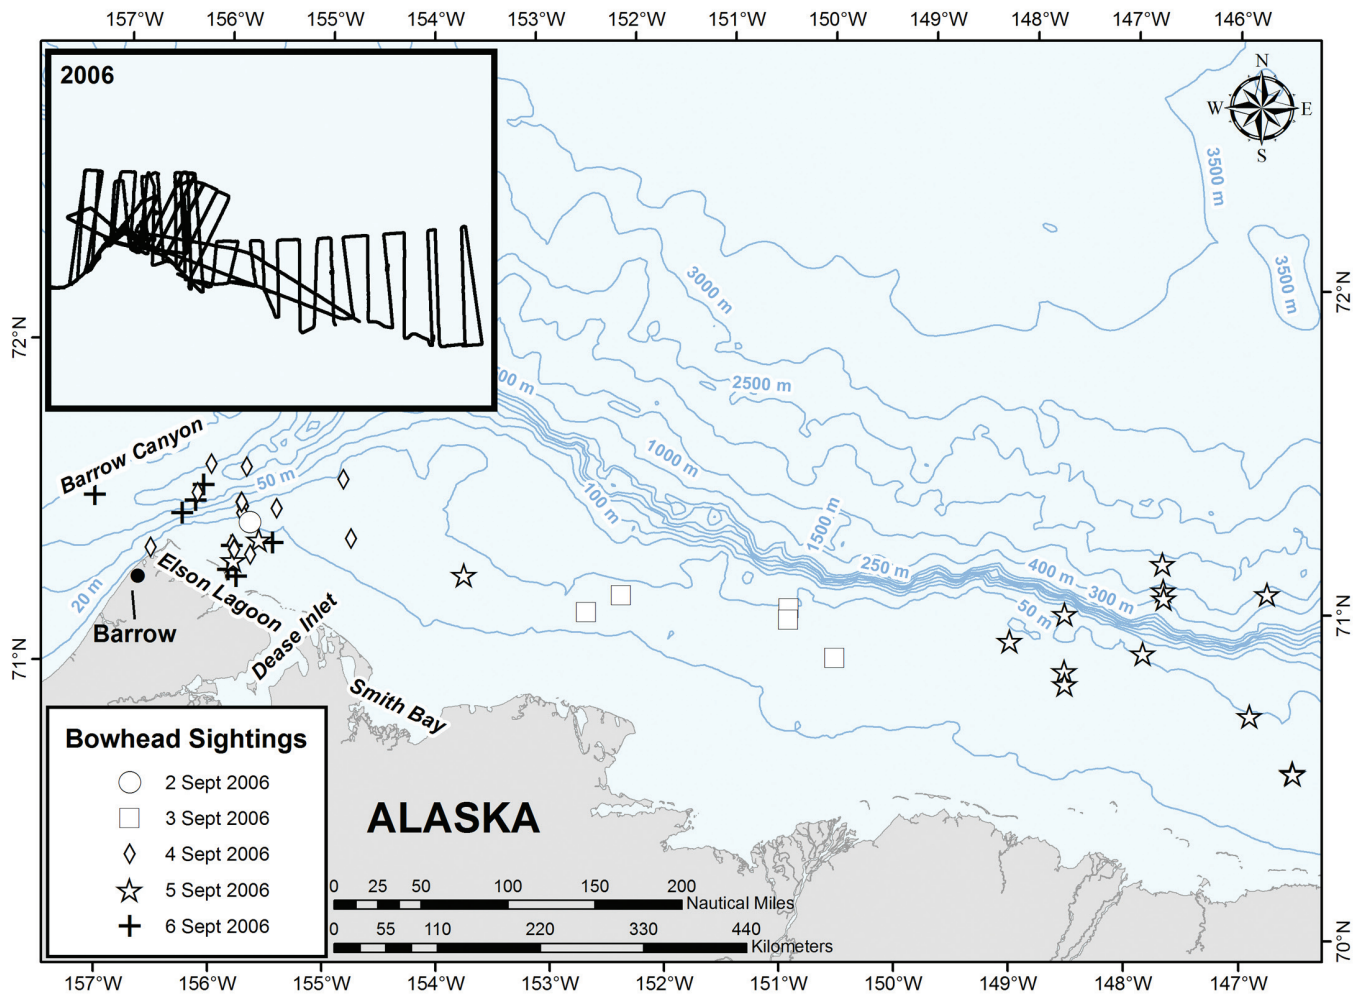 157°W 156°W 155°W 154°W 153°W 152°W 151°W 150°W 149°W 148°W 147°W 146°W
2006
N
W E
S
3500 m
3500 m
72°N
72°N
3000 m
2500 m
00 m
Barrow Canyon
50 m
1000 m
100 m
1500 m
250 m
400 m
300 m
50 m
20 m
Elson Lagoon
Barrow
Dease Inlet
71°N
71°N
Smith Bay
Bowhead Sightings
2 Sept 2006
3 Sept 2006
4 Sept 2006
5 Sept 2006
6 Sept 2006
ALASKA
0 25 50 100 150 200
Nautical Miles
0 55 110 220 330 440
Kilometers
70°N
157°W 156°W 155°W 154°W 153°W 152°W 151°W 150°W 149°W 148°W 147°W 146°W